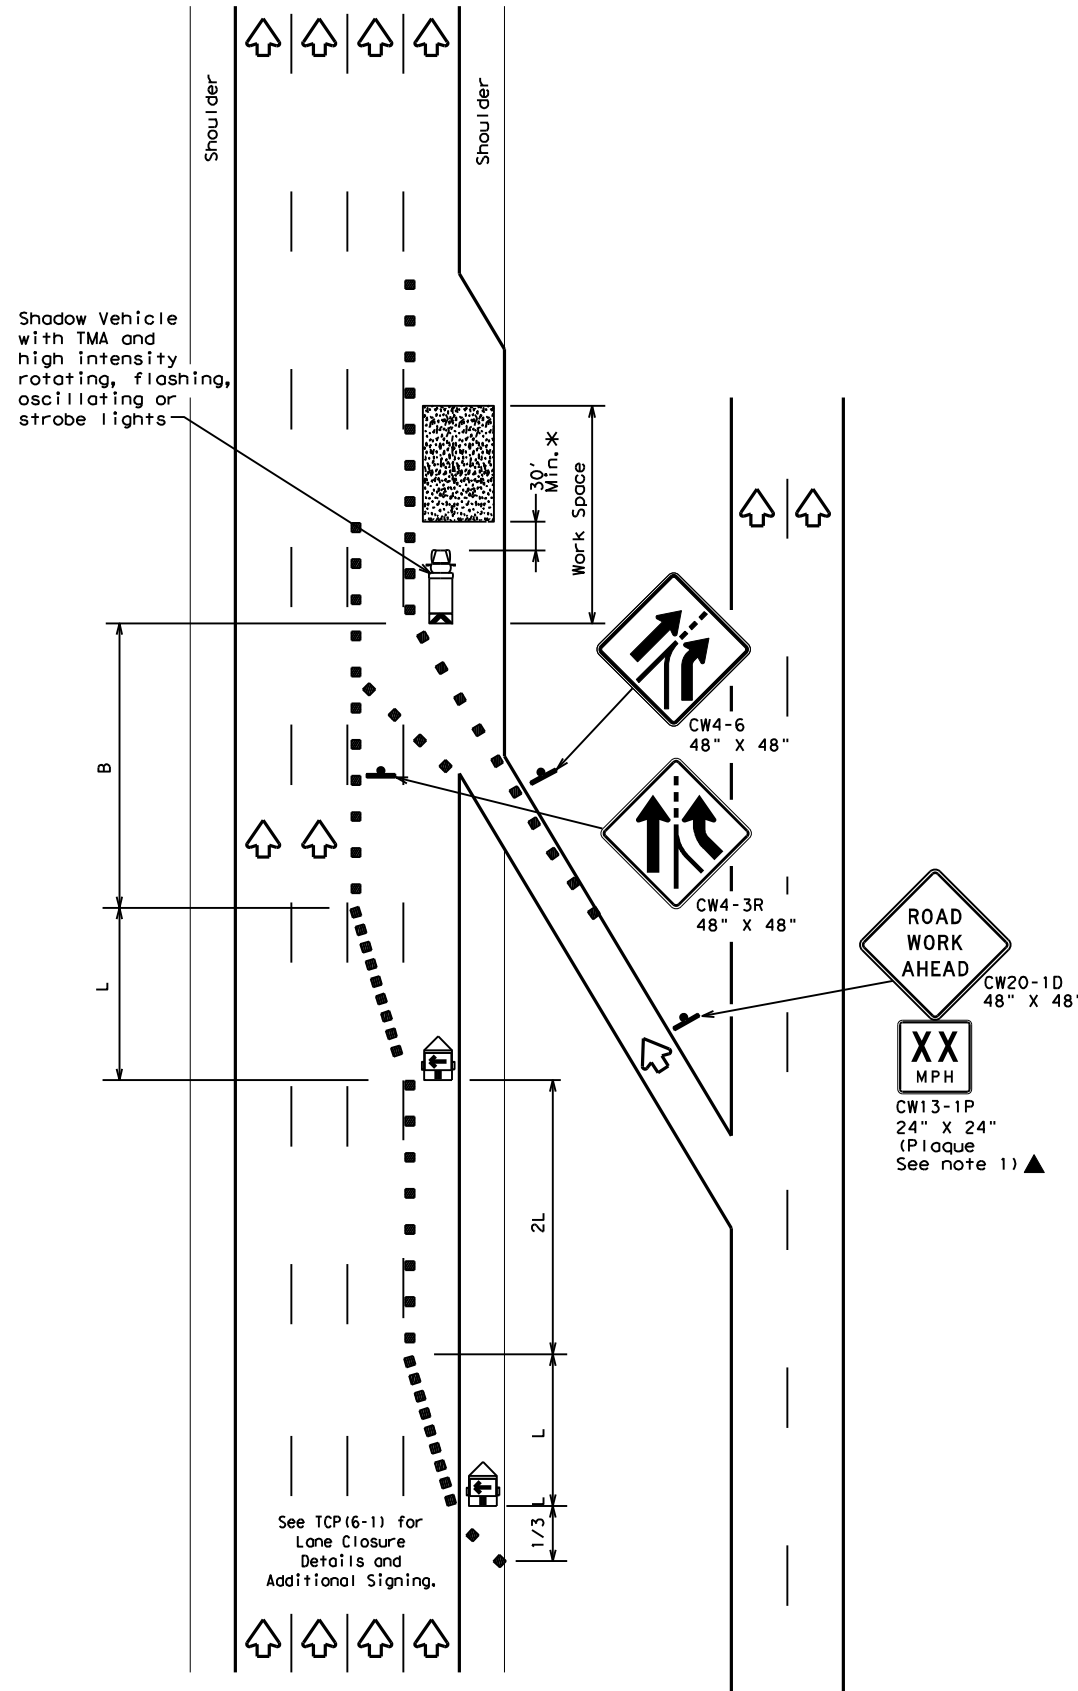 Shoulder
Shoulder
Shadow Vehicle
with TMA and
high intensity
rotating, flashing,
oscillating or
strobe lights
30'
Min.*
Work Space
CW4-6
48" X 48"
B
CW4-3R
48" X 48"
ROAD
WORK
AHEAD
CW20-1D
48" X 48"
L
XX
MPH
CW13-1P
24" X 24"
(Plaque
See note 1) ▲
2L
L
1/3 L
See TCP(6-1) for
Lane Closure
Details and
Additional Signing.